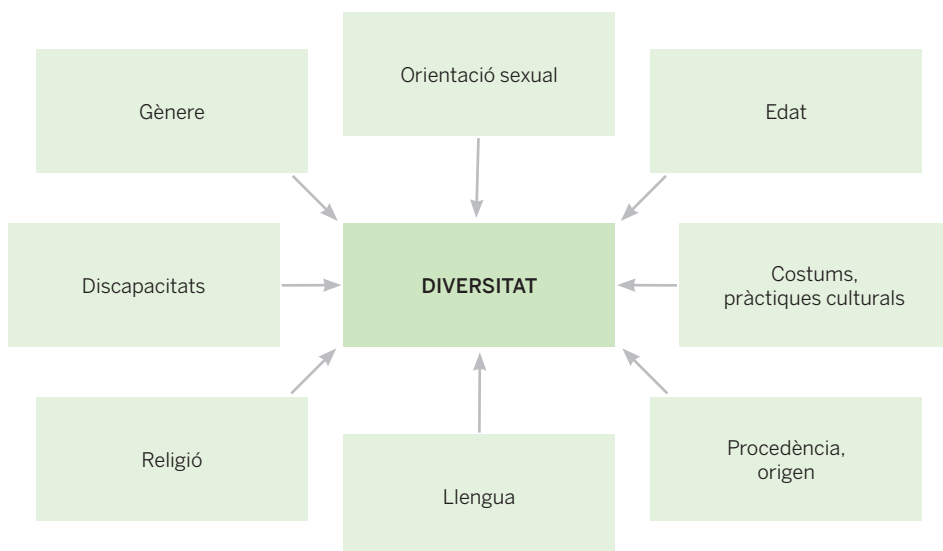 Orientació sexual
Gènere
Edat
Discapacitats
DIVERSITAT
Costums,
pràctiques culturals
Religió
Llengua
Procedència,
origen